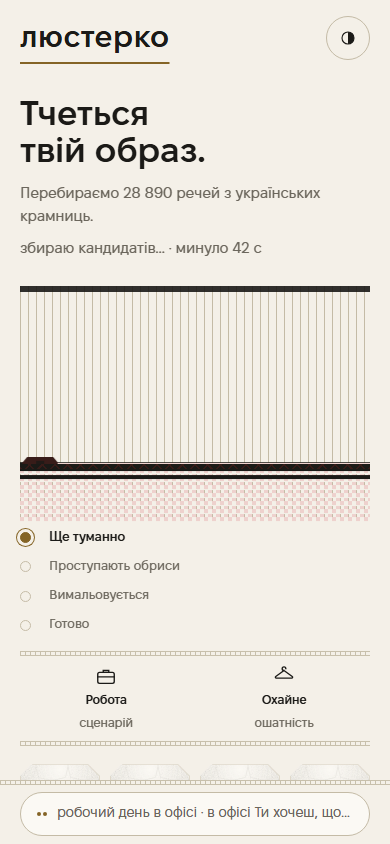 люстерко
Тчеться
твій образ.
Перебираємо 28 890 речей з українських
крамниць.
збираю кандидатів… · минуло 42 с
Ще туманно
Проступають обриси
Вимальовується
Готово
Робота
Охайне
сценарій
ошатність
робочий день в офісі · в офісі Ти хочеш, що…